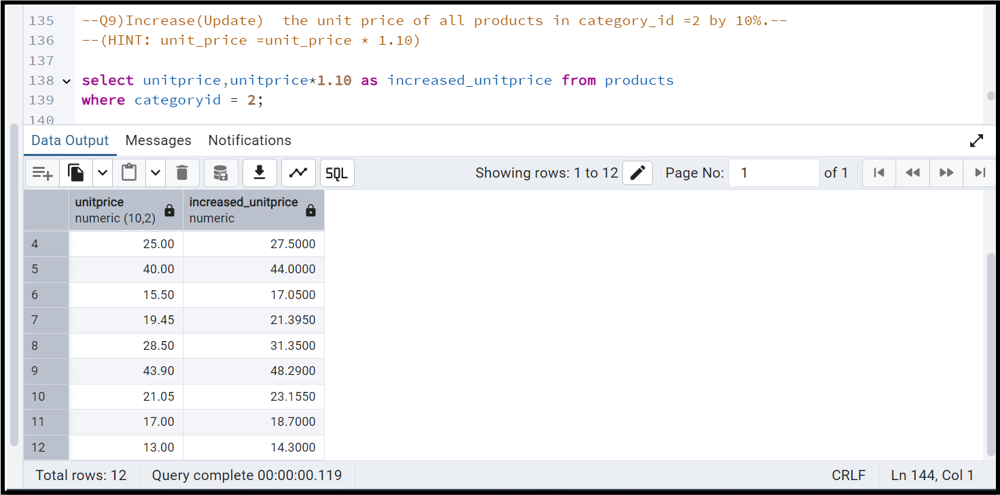 135 --Q9)Increase(Update)  the unit price of all products in category_id =2 by 10%.--
136 --(HINT: unit_price =unit_price * 1.10)
137
138 select unitprice,unitprice*1.10 as increased_unitprice from products
139 where categoryid = 2;
140
Data Output Messages Notifications
SQL Showing rows: 1 to 12 Page No: 1 of 1
unitprice increased_unitprice
numeric (10,2) numeric
4 25.00 27.5000
5 40.00 44.0000
6 15.50 17.0500
7 19.45 21.3950
8 28.50 31.3500
9 43.90 48.2900
10 21.05 23.1550
11 17.00 18.7000
12 13.00 14.3000
Total rows: 12 Query complete 00:00:00.119 CRLF Ln 144, Col 1